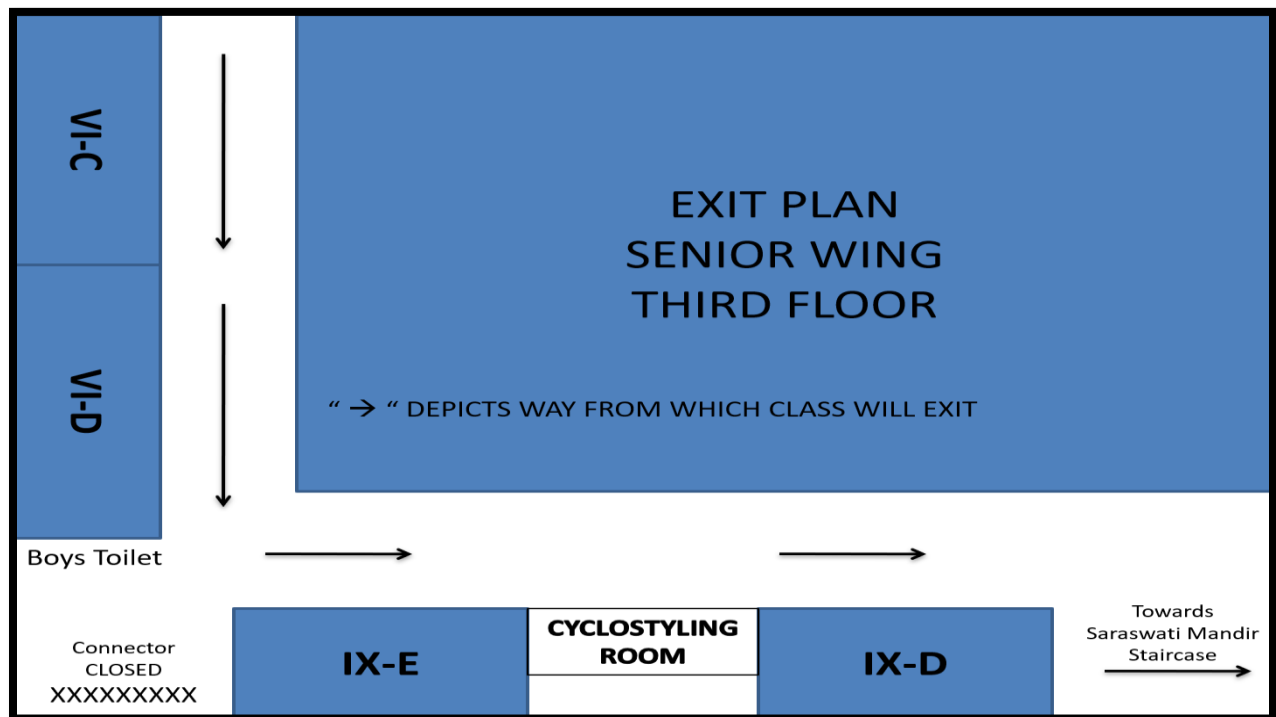 VI-C
EXIT PLAN
SENIOR WING
THIRD FLOOR
VI-D
“ → “ DEPICTS WAY FROM WHICH CLASS WILL EXIT
Boys Toilet
Connector
CLOSED
XXXXXXXXX
IX-E
CYCLOSTYLING
ROOM
IX-D
Towards
Saraswati Mandir
Staircase